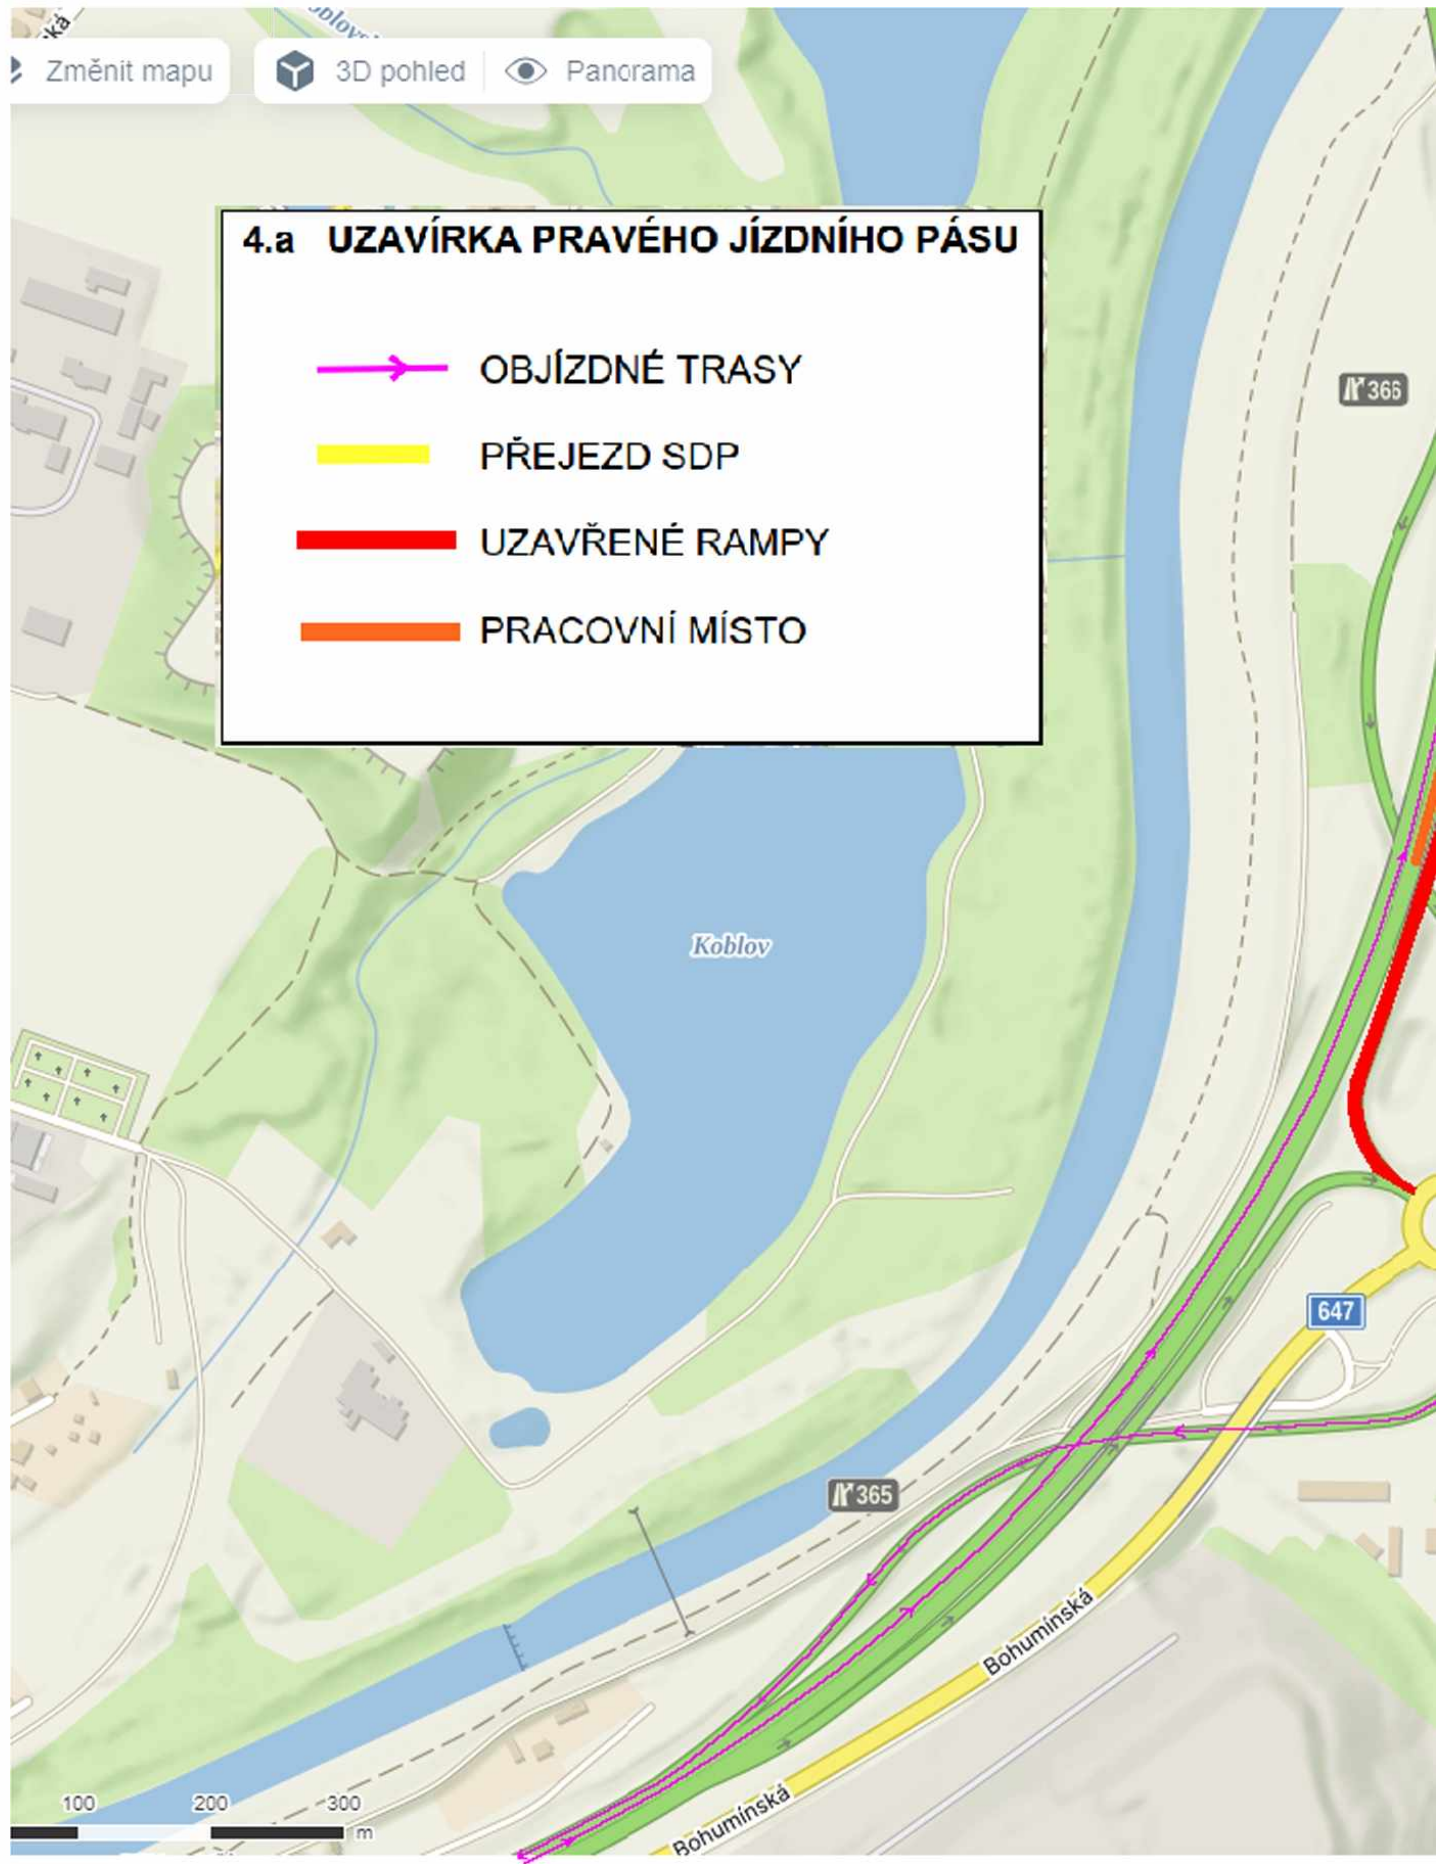 ká
Změnit mapu
3D pohled
Panorama
4.a UZAVÍRKA PRAVÉHO JÍZDNÍHO PÁSU
OBJÍZDNÉ TRASY
PŘEJEZD SDP
UZAVŘENÉ RAMPY
PRACOVNÍ MÍSTO
366
Koblov
647
365
Bohumínská
Bohumínská
100 200 300
m